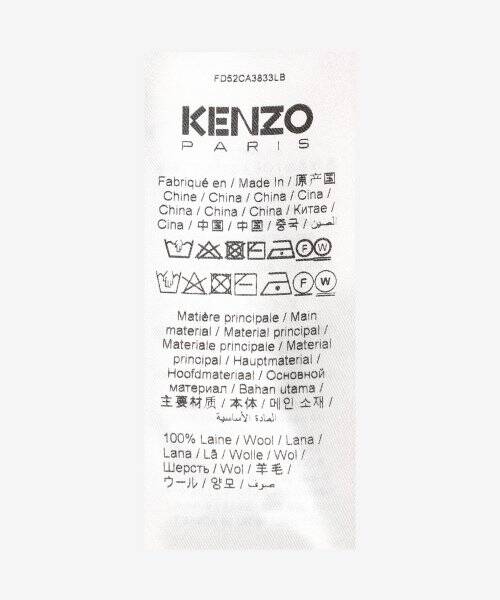 FD52CA3833LB
KENZO
PARIS
Fabriqué en / Made In / 原产国
Chine / China / China / Cina /
China / China / China / Китае /
Cina / 中国 / 中国 / 중국 / الصين
F W
F W
Matière principale / Main
material / Material principal /
Materiale principale / Material
principal / Hauptmaterial /
Hoofdmateriaal / Основной
материал / Bahan utama /
主要材质 / 本体 / 메인 소재 /
المادة الأساسية
100% Laine / Wool / Lana /
Lana / Lã / Wolle / Wol /
Шерсть / Wol / 羊毛 /
ウール / 양모 / صوف